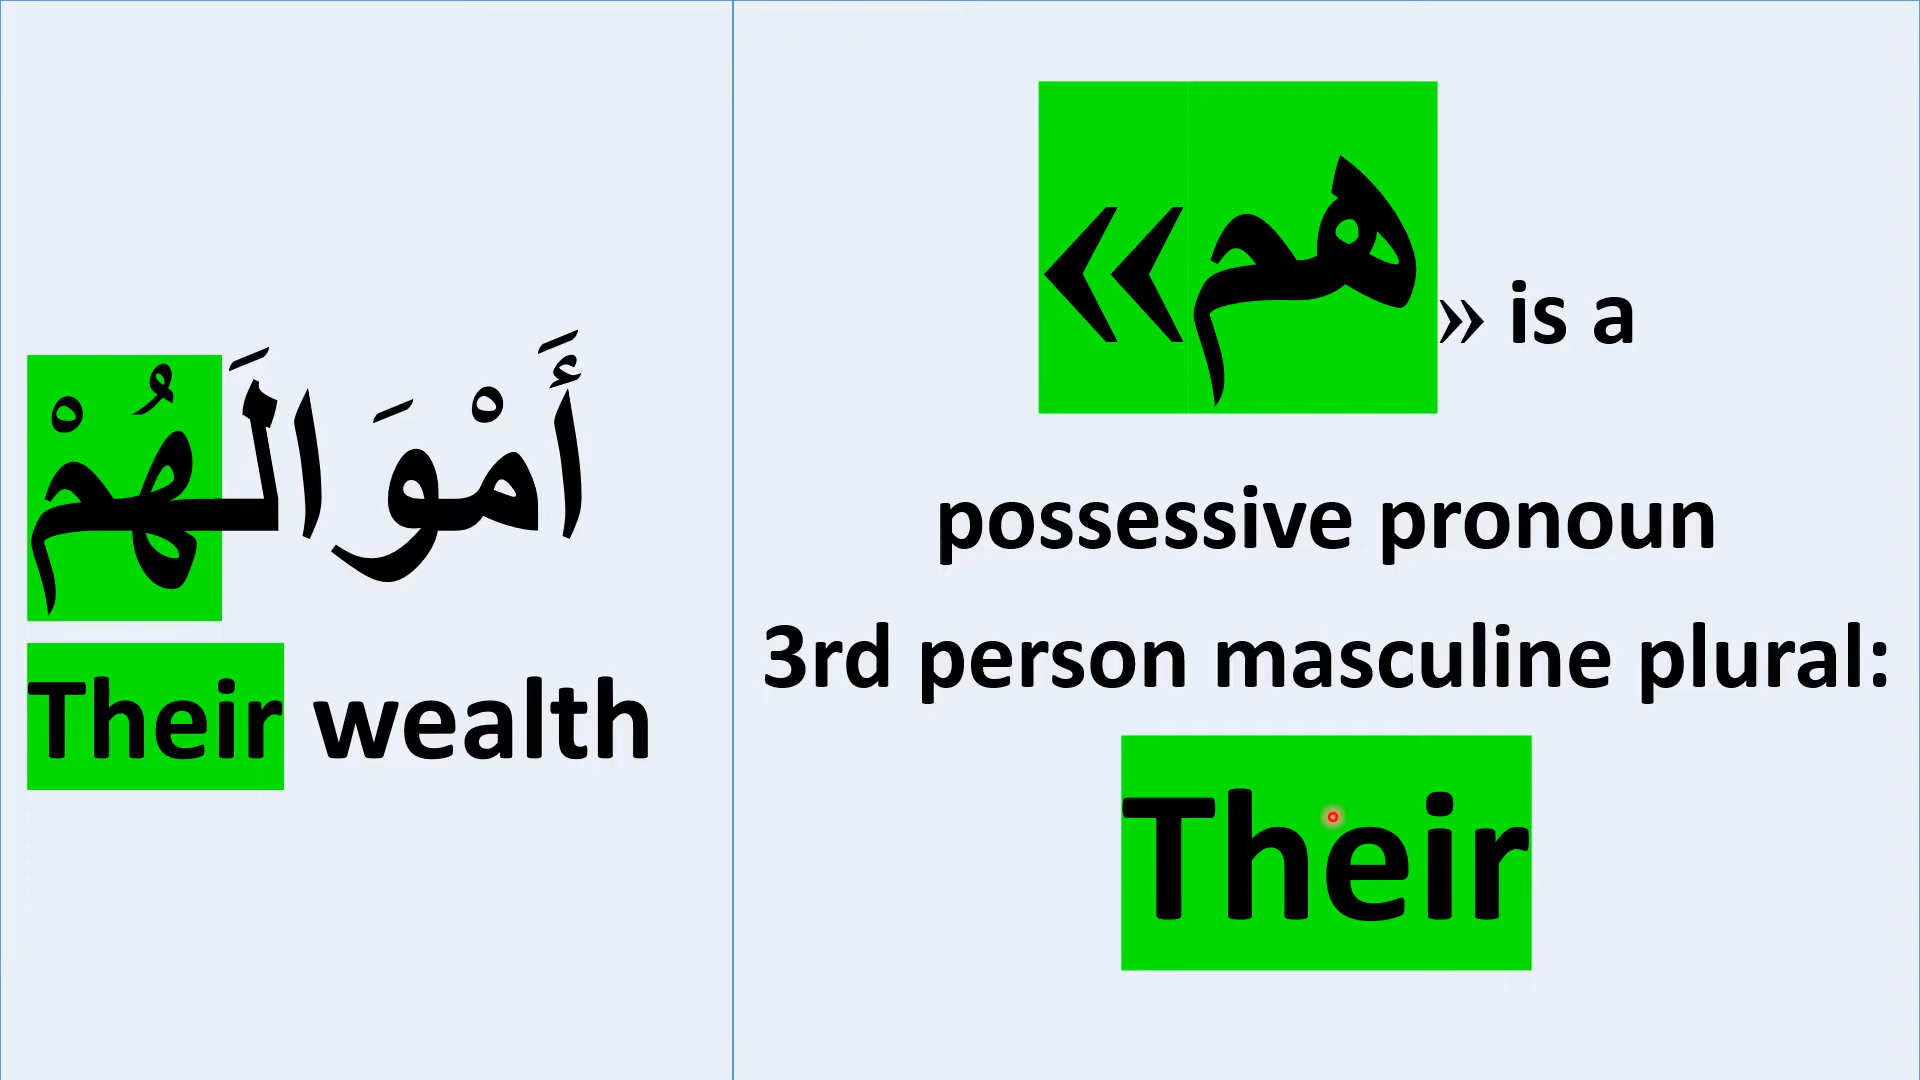 أَمْوَالَهُمْ
Their wealth
«هم» is a
possessive pronoun
3rd person masculine plural:
Their